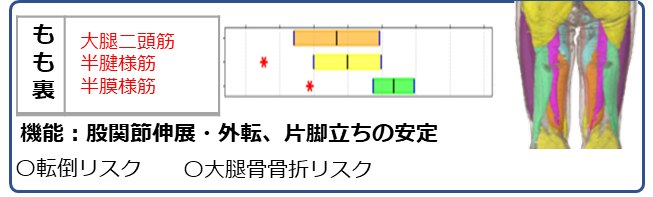 もも裏
大腿二頭筋
半腱様筋
半膜様筋
機能：股関節伸展・外転、片脚立ちの安定
〇転倒リスク　〇大腿骨骨折リスク